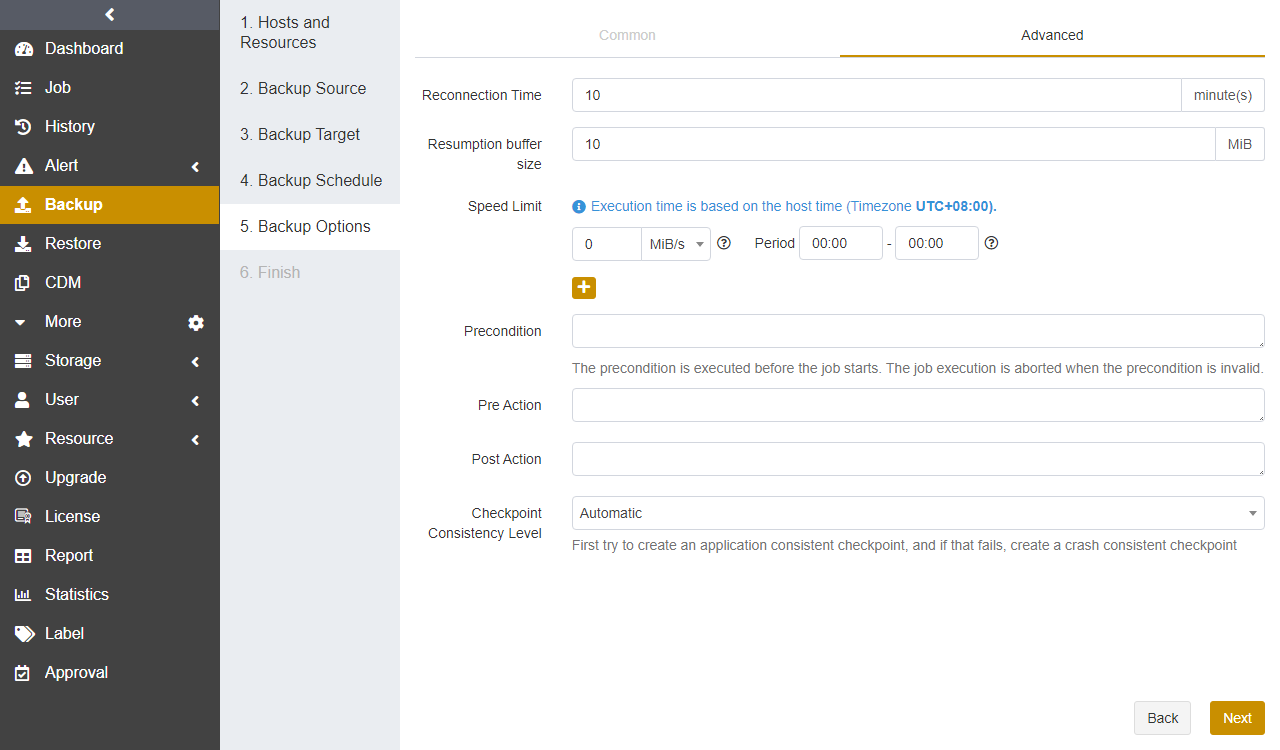 Dashboard
Job
History
Alert
Backup
Restore
CDM
More
Storage
User
Resource
Upgrade
License
Report
Statistics
Label
Approval
1. Hosts and
Resources
2. Backup Source
3. Backup Target
4. Backup Schedule
5. Backup Options
6. Finish
Common
Advanced
Reconnection Time
10
minute(s)
Resumption buffer
size
10
MiB
Speed Limit
Execution time is based on the host time (Timezone UTC+08:00).
0
MiB/s
Period
00:00
-
00:00
Precondition
The precondition is executed before the job starts. The job execution is aborted when the precondition is invalid.
Pre Action
Post Action
Checkpoint
Consistency Level
Automatic
First try to create an application consistent checkpoint, and if that fails, create a crash consistent checkpoint
Back
Next